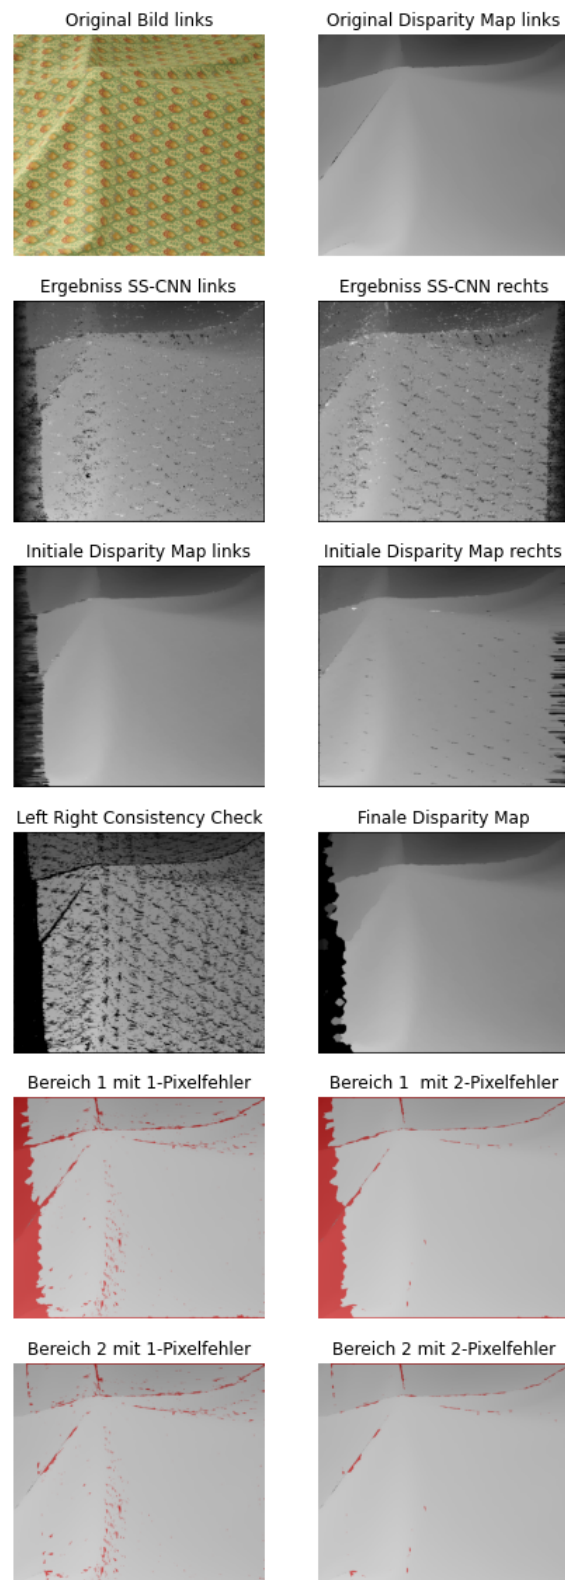 Original Bild links
Original Disparity Map links
Ergebniss SS-CNN links
Ergebniss SS-CNN rechts
Initiale Disparity Map links
Initiale Disparity Map rechts
Left Right Consistency Check
Finale Disparity Map
Bereich 1 mit 1-Pixelfehler
Bereich 1  mit 2-Pixelfehler
Bereich 2 mit 1-Pixelfehler
Bereich 2 mit 2-Pixelfehler